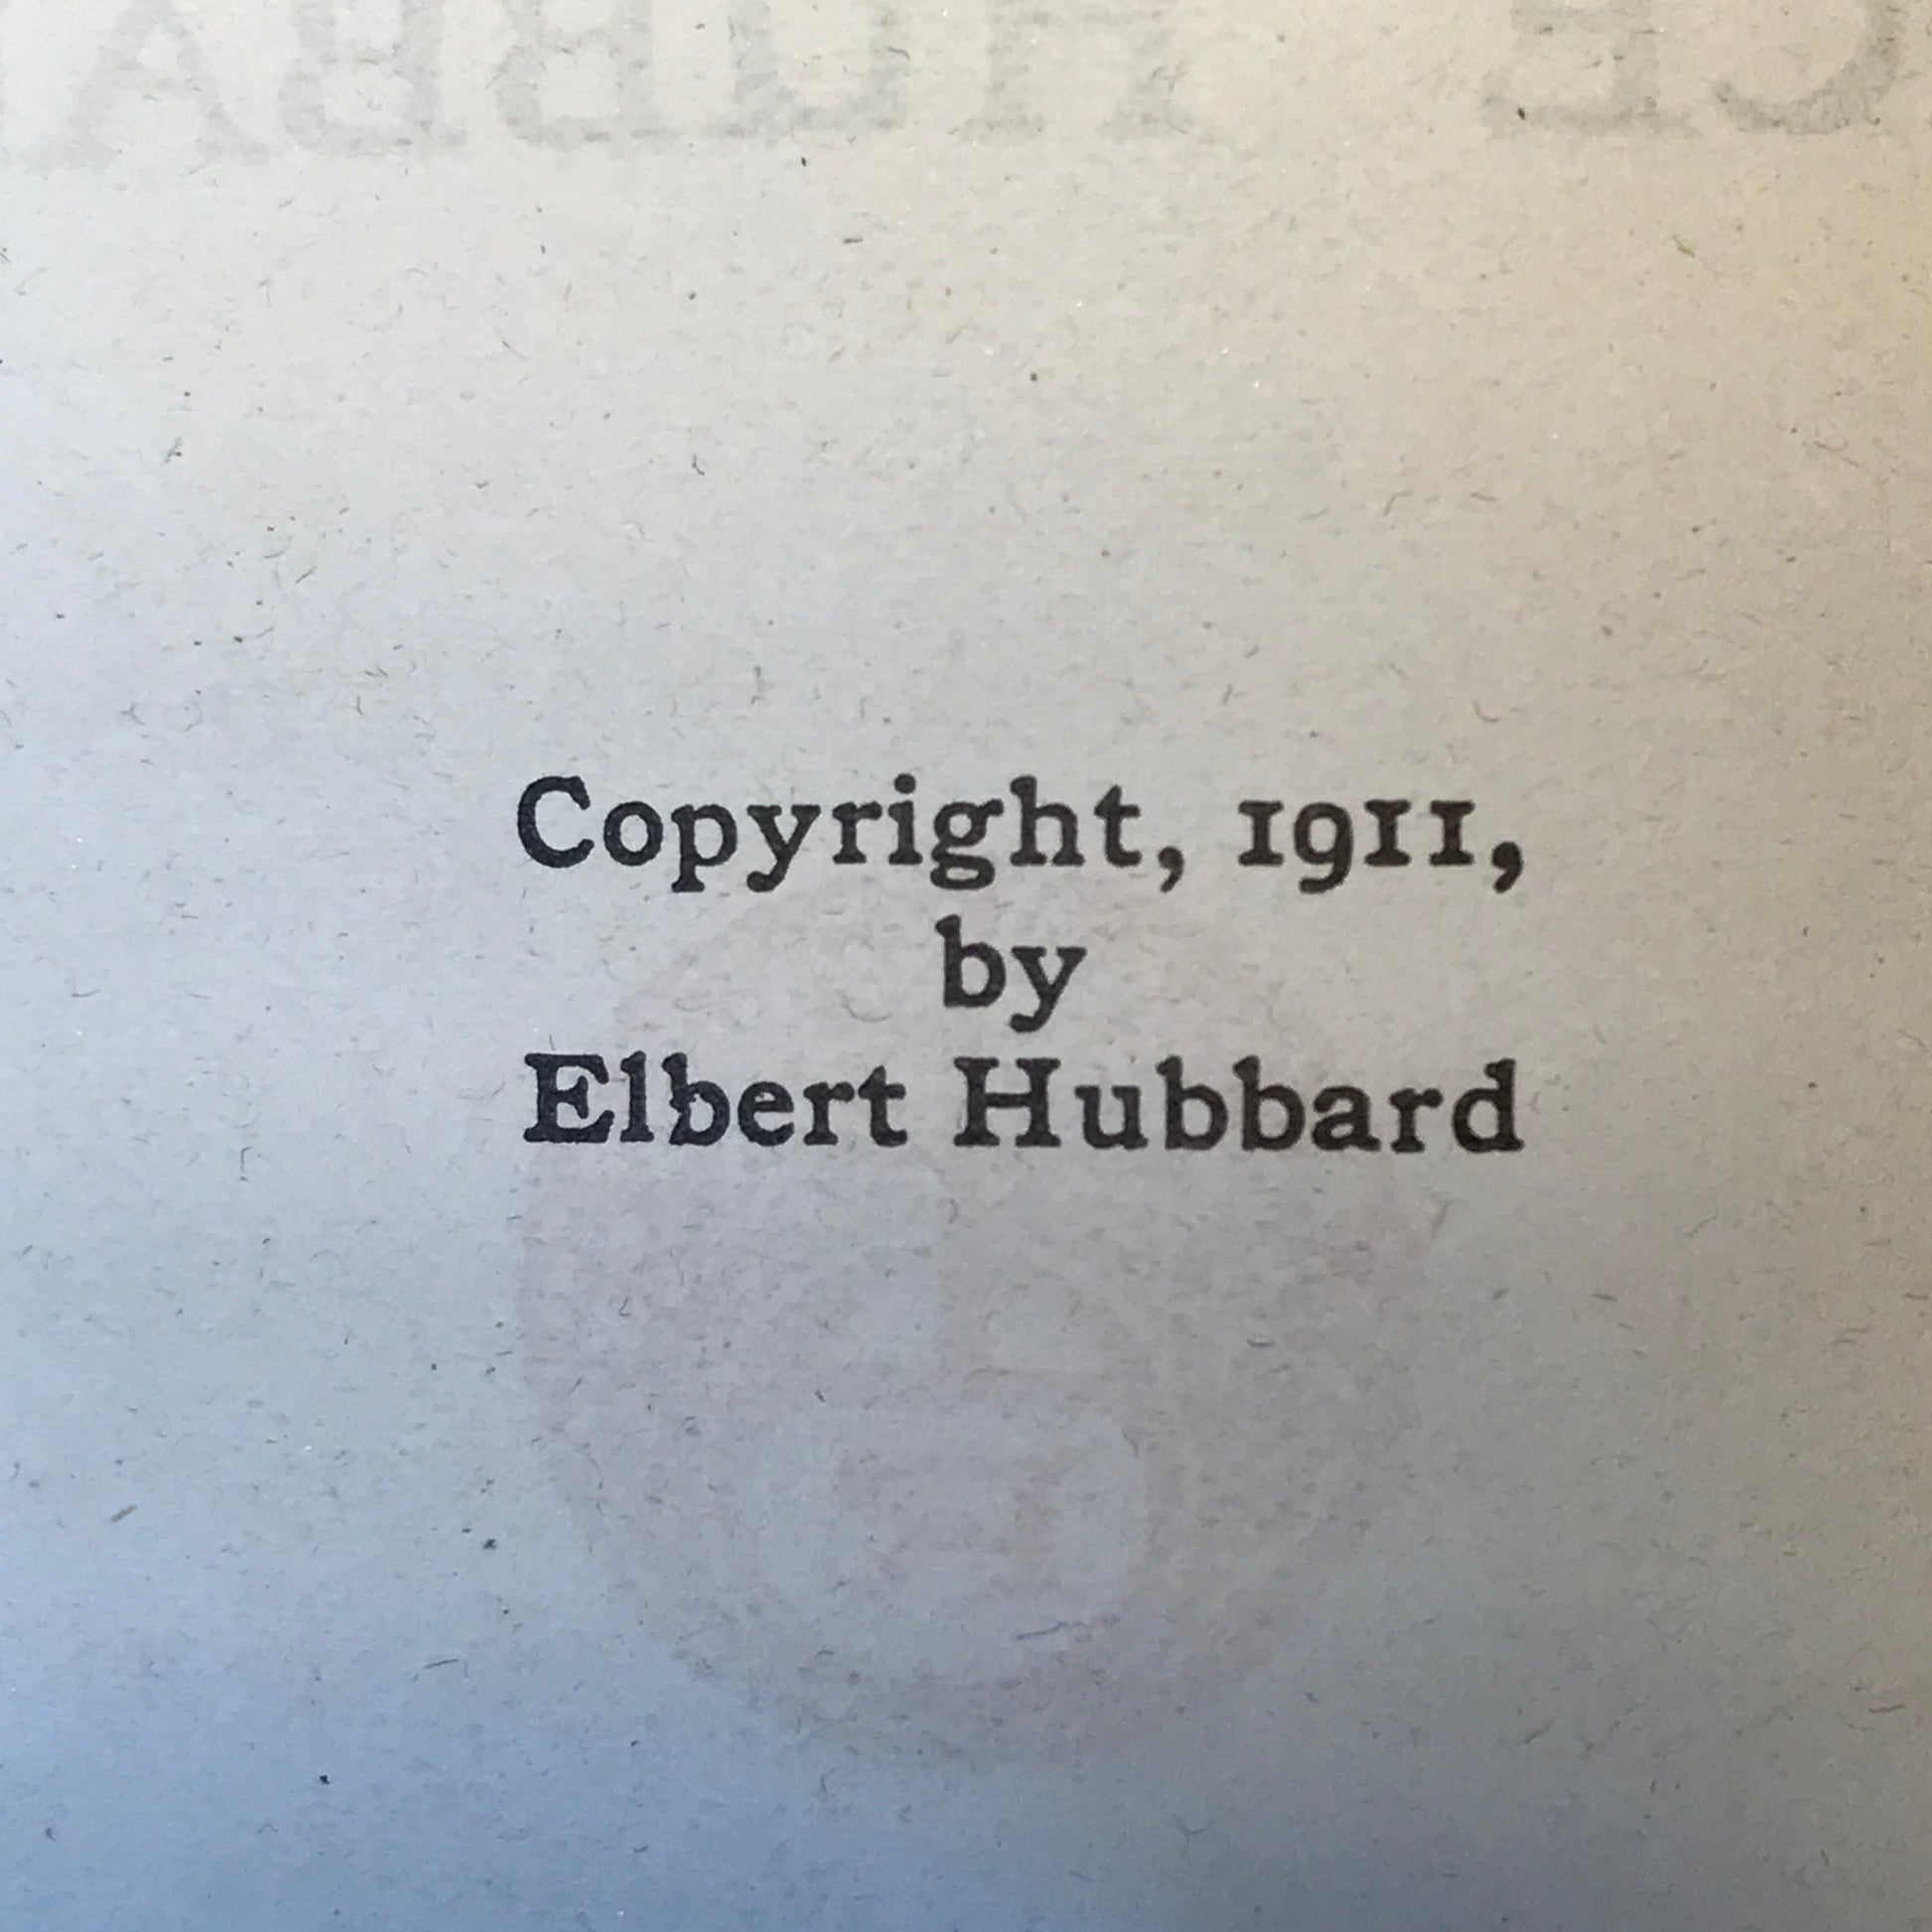 Copyright, 1911,
by
Elbert Hubbard